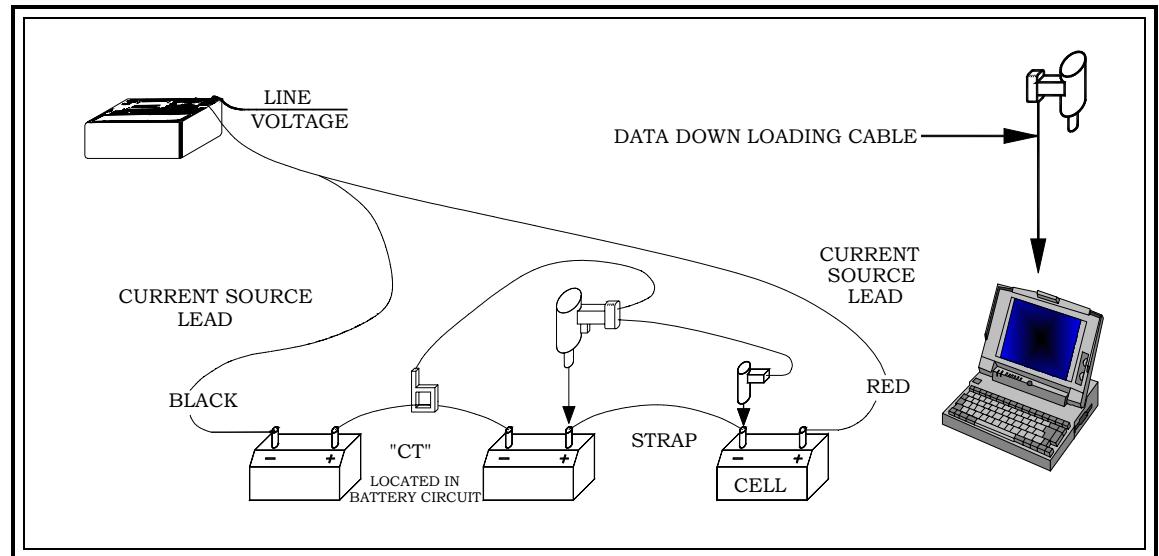 LINE
VOLTAGE
DATA DOWN LOADING CABLE
CURRENT SOURCE
LEAD
CURRENT
SOURCE
LEAD
BLACK
RED
"CT"
LOCATED IN
BATTERY CIRCUIT
STRAP
− +
− +
− +
CELL